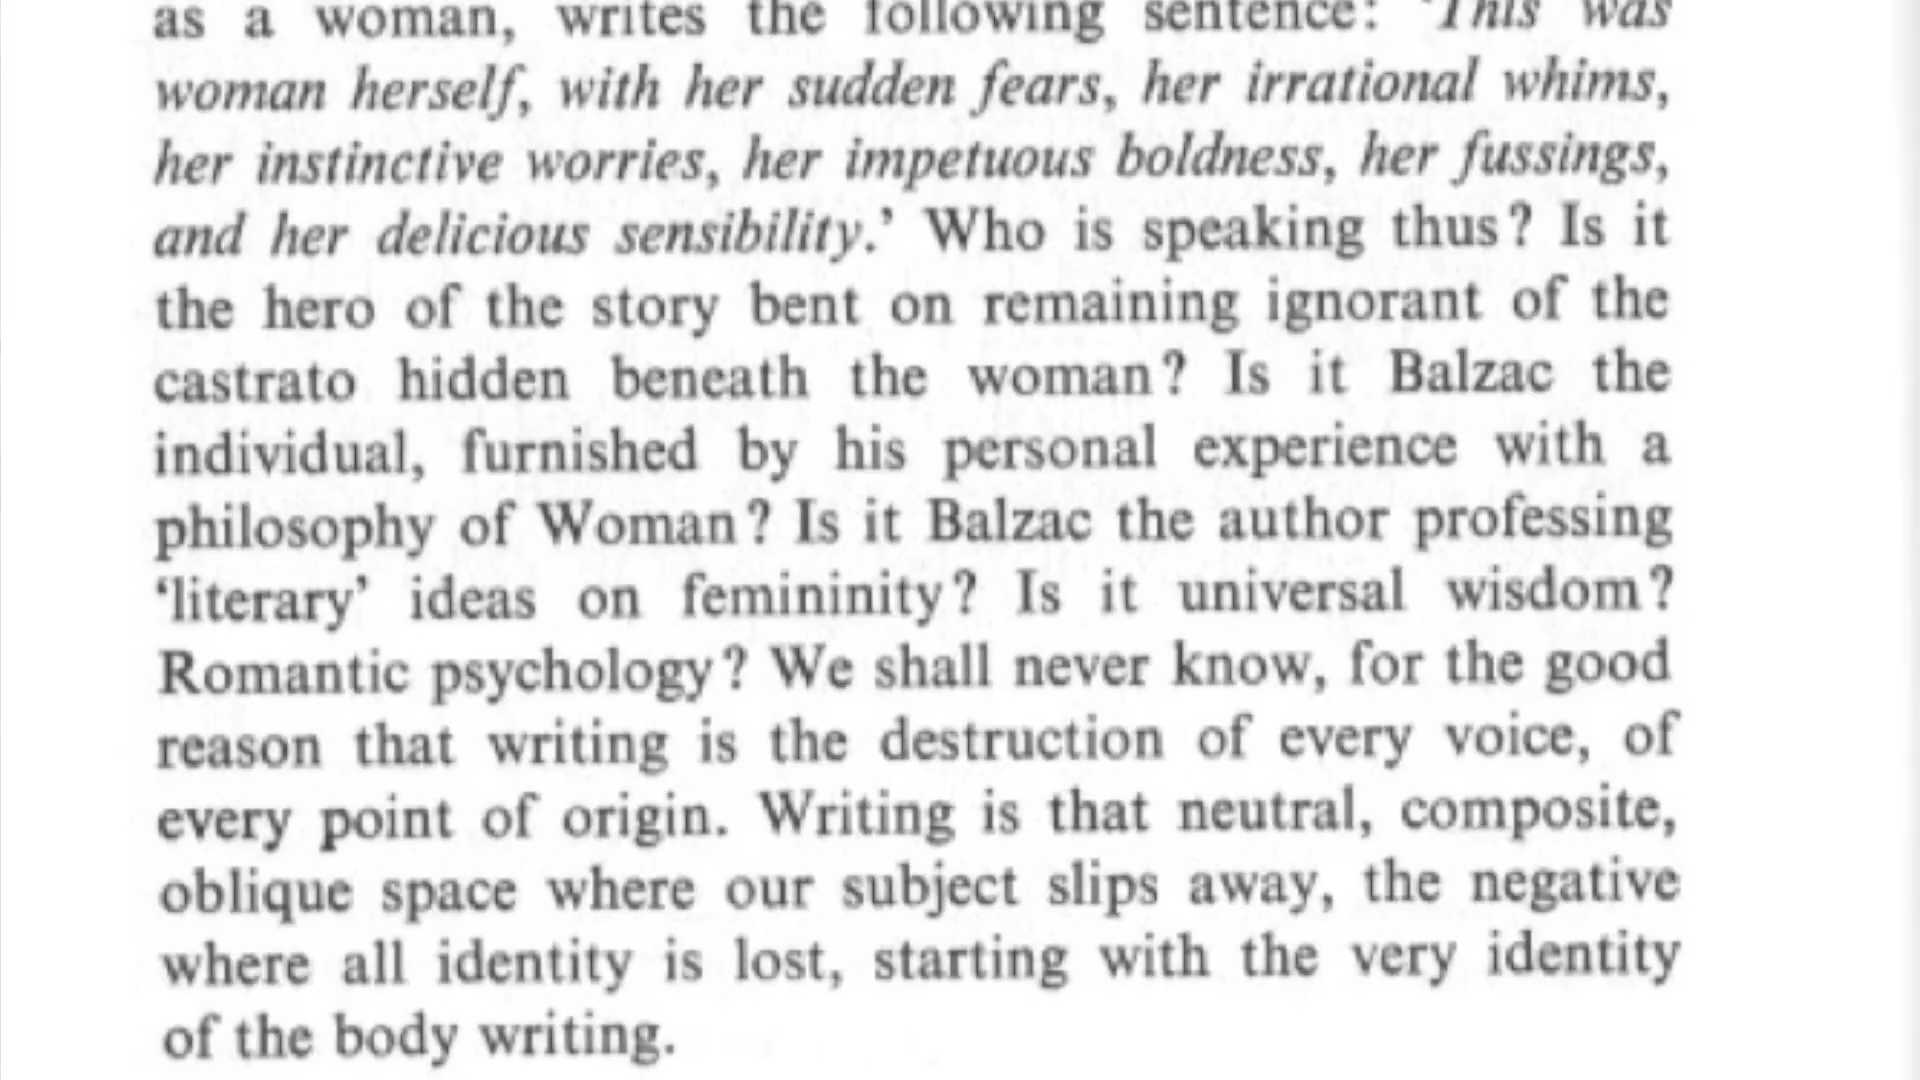 as a woman, writes the following sentence: 'This was
woman herself, with her sudden fears, her irrational whims,
her instinctive worries, her impetuous boldness, her fussings,
and her delicious sensibility.' Who is speaking thus? Is it
the hero of the story bent on remaining ignorant of the
castrato hidden beneath the woman? Is it Balzac the
individual, furnished by his personal experience with a
philosophy of Woman? Is it Balzac the author professing
'literary' ideas on femininity? Is it universal wisdom?
Romantic psychology? We shall never know, for the good
reason that writing is the destruction of every voice, of
every point of origin. Writing is that neutral, composite,
oblique space where our subject slips away, the negative
where all identity is lost, starting with the very identity
of the body writing.